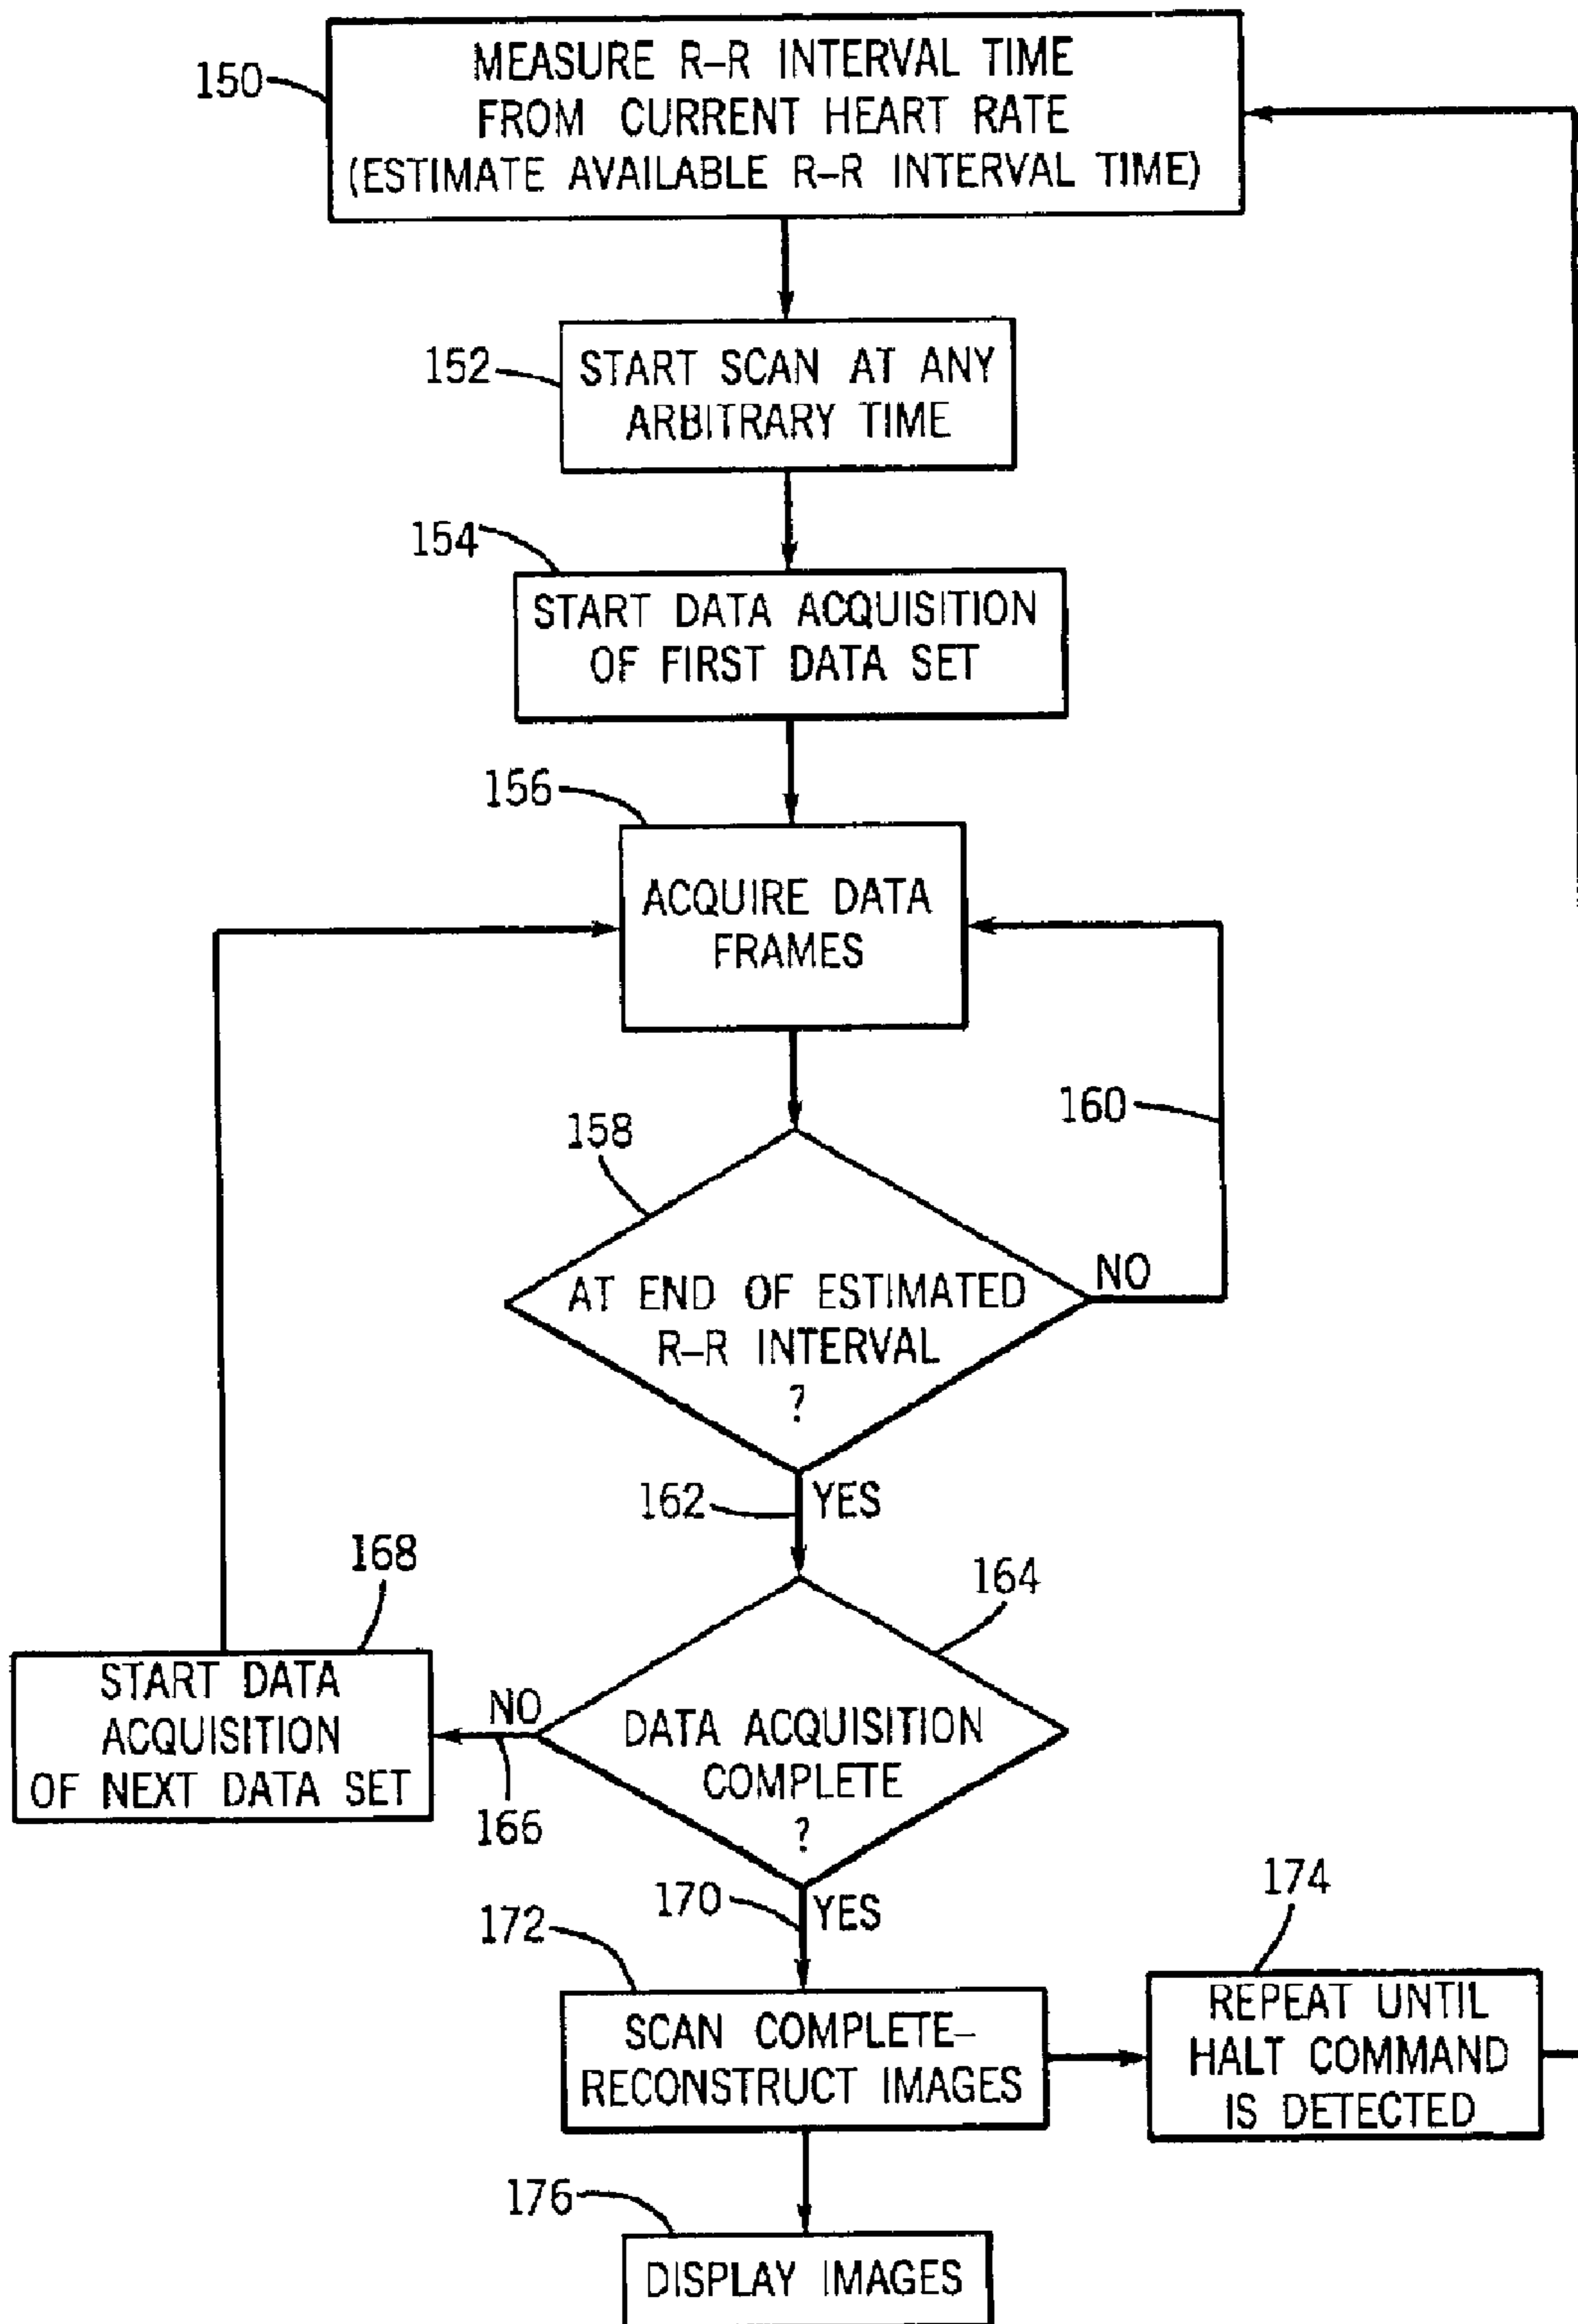 150
MEASURE R–R INTERVAL TIME
FROM CURRENT HEART RATE
(ESTIMATE AVAILABLE R–R INTERVAL TIME)
152
START SCAN AT ANY
ARBITRARY TIME
154
START DATA ACQUISITION
OF FIRST DATA SET
156
ACQUIRE DATA
FRAMES
160
158
AT END OF ESTIMATED
R–R INTERVAL
?
NO
162
YES
168
START DATA
ACQUISITION
OF NEXT DATA SET
164
NO
166
DATA ACQUISITION
COMPLETE
?
170
YES
172
SCAN COMPLETE–
RECONSTRUCT IMAGES
174
REPEAT UNTIL
HALT COMMAND
IS DETECTED
176
DISPLAY IMAGES